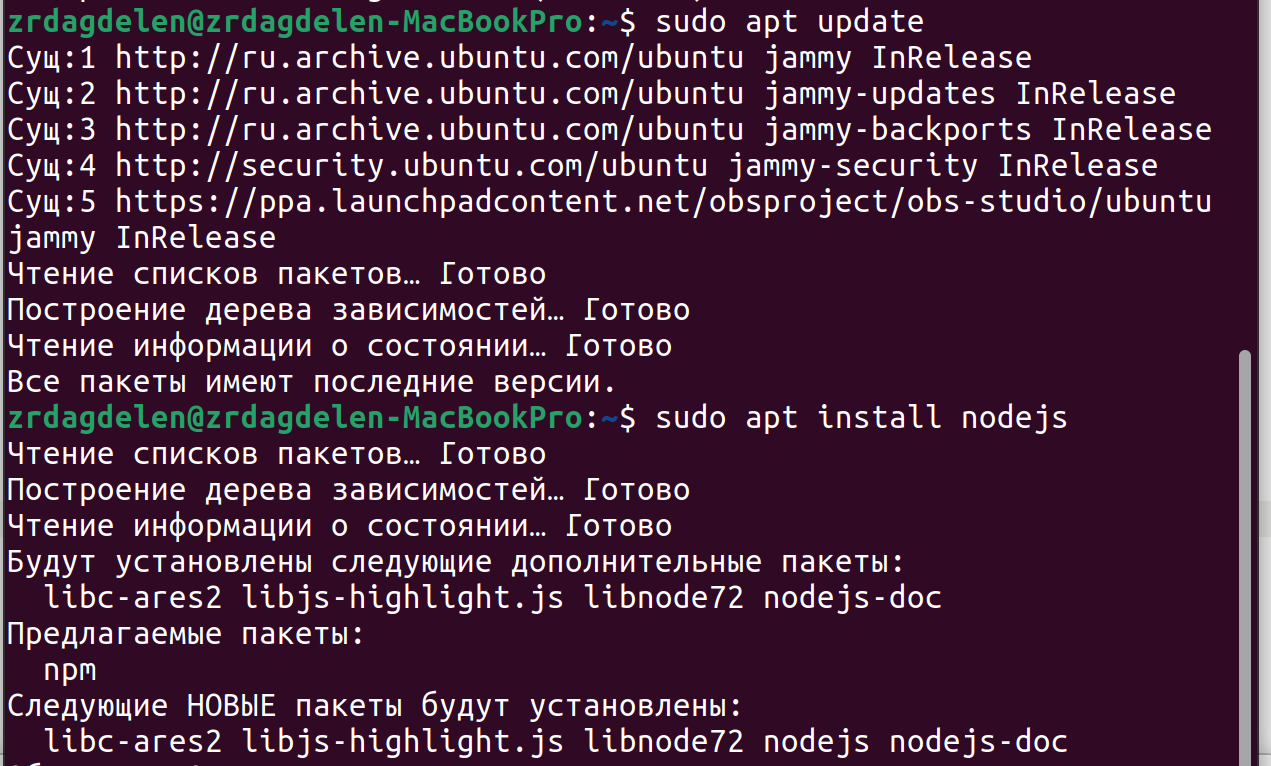 zrdagdelen@zrdagdelen-MacBookPro:~$ sudo apt update
Сущ:1 http://ru.archive.ubuntu.com/ubuntu jammy InRelease
Сущ:2 http://ru.archive.ubuntu.com/ubuntu jammy-updates InRelease
Сущ:3 http://ru.archive.ubuntu.com/ubuntu jammy-backports InRelease
Сущ:4 http://security.ubuntu.com/ubuntu jammy-security InRelease
Сущ:5 https://ppa.launchpadcontent.net/obsproject/obs-studio/ubuntu
jammy InRelease
Чтение списков пакетов… Готово
Построение дерева зависимостей… Готово
Чтение информации о состоянии… Готово
Все пакеты имеют последние версии.
zrdagdelen@zrdagdelen-MacBookPro:~$ sudo apt install nodejs
Чтение списков пакетов… Готово
Построение дерева зависимостей… Готово
Чтение информации о состоянии… Готово
Будут установлены следующие дополнительные пакеты:
  libc-ares2 libjs-highlight.js libnode72 nodejs-doc
Предлагаемые пакеты:
  npm
Следующие НОВЫЕ пакеты будут установлены:
  libc-ares2 libjs-highlight.js libnode72 nodejs nodejs-doc